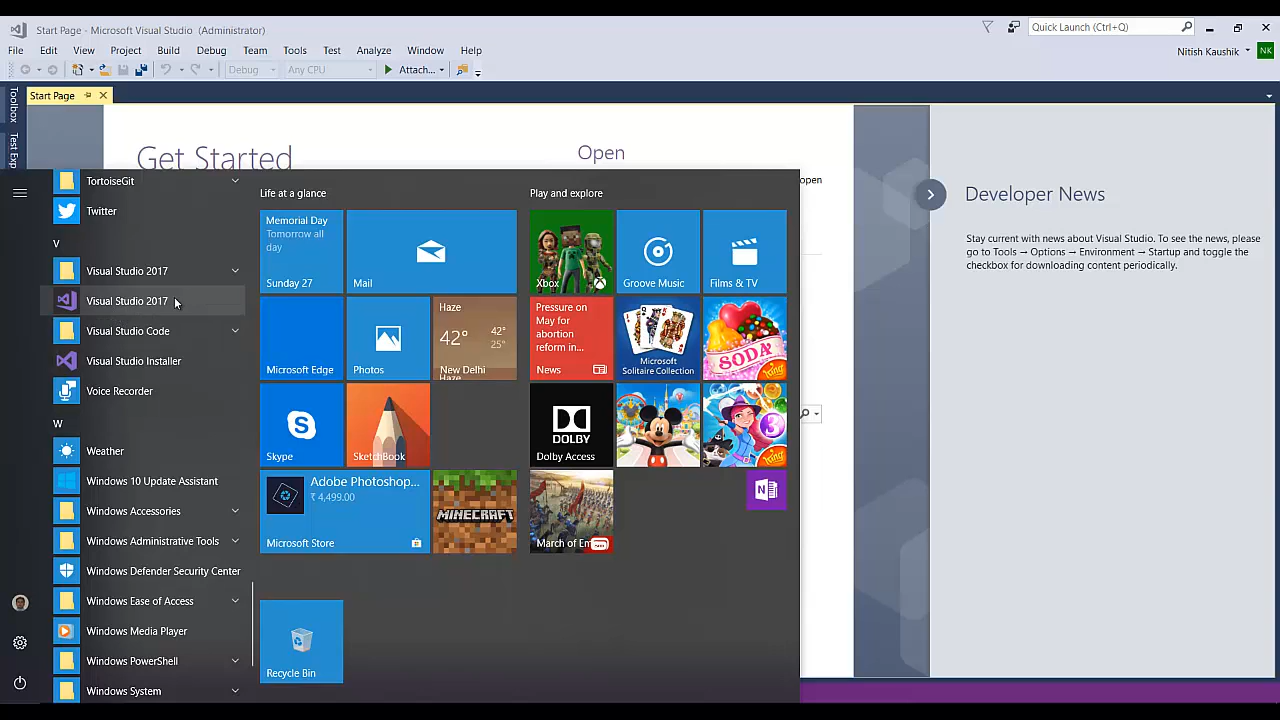 Start Page - Microsoft Visual Studio (Administrator)
Quick Launch (Ctrl+Q)
File Edit View Project Build Debug Team Tools Test Analyze Window Help
Nitish Kaushik NK
Debug Any CPU Attach...
Toolbox
Test Exp
Start Page
Get Started
Open
open
Developer News
Stay current with news about Visual Studio. To see the news, please
go to Tools → Options → Environment → Startup and toggle the
checkbox for downloading content periodically.
TortoiseGit
Twitter
V
Visual Studio 2017
Visual Studio 2017
Visual Studio Code
Visual Studio Installer
Voice Recorder
W
Weather
Windows 10 Update Assistant
Windows Accessories
Windows Administrative Tools
Windows Defender Security Center
Windows Ease of Access
Windows Media Player
Windows PowerShell
Windows System
Life at a glance
Memorial Day
Tomorrow all
day
Sunday 27
Mail
Microsoft Edge
Photos
Haze
42° 42°
25°
New Delhi
Haze
Skype
SketchBook
Adobe Photoshop...
₹ 4,499.00
Microsoft Store
MINECRAFT
Recycle Bin
Play and explore
Xbox
Groove Music
Films & TV
Pressure on
May for
abortion
reform in...
News
Microsoft
Solitaire Collection
SODA
King
DOLBY
Dolby Access
3
King
March of Em
N